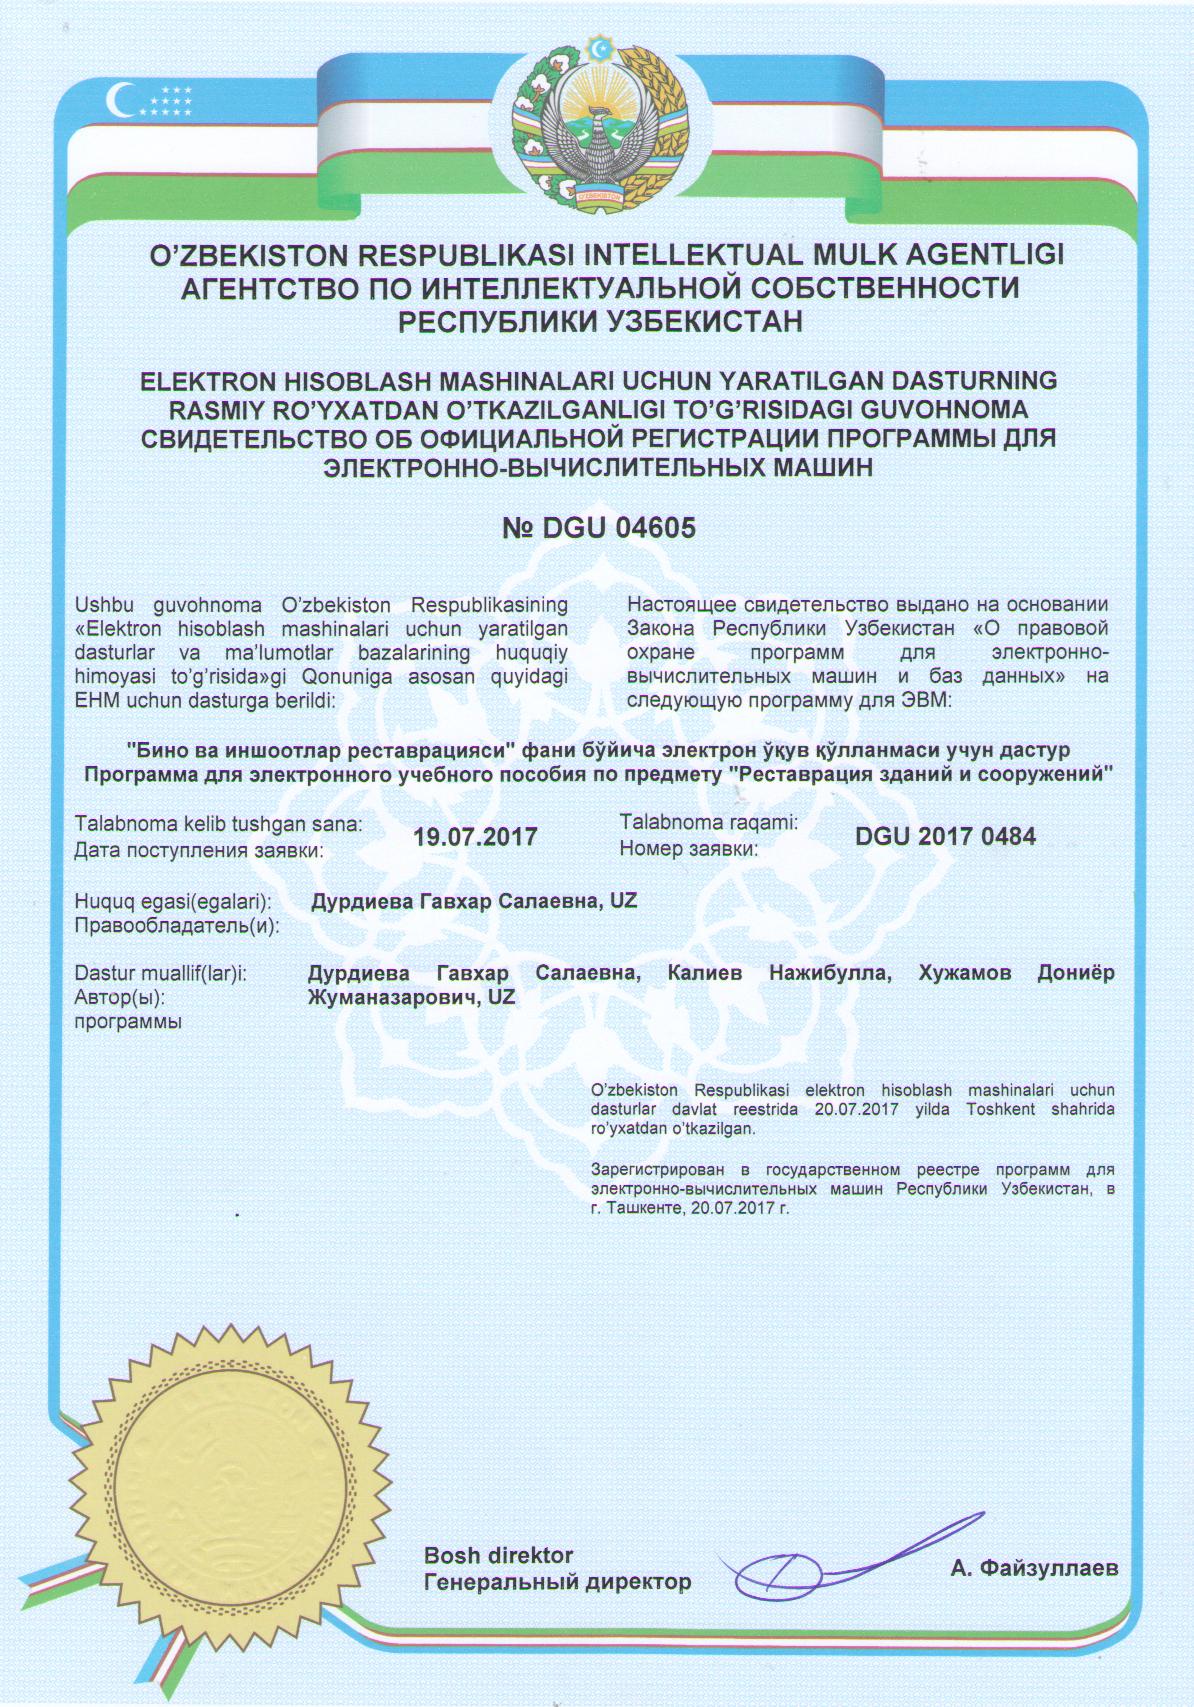 O'ZBEKISTON
O’ZBEKISTON RESPUBLIKASI INTELLEKTUAL MULK AGENTLIGI
АГЕНТСТВО ПО ИНТЕЛЛЕКТУАЛЬНОЙ СОБСТВЕННОСТИ
РЕСПУБЛИКИ УЗБЕКИСТАН
ELEKTRON HISOBLASH MASHINALARI UCHUN YARATILGAN DASTURNING
RASMIY RO’YXATDAN O’TKAZILGANLIGI TO’G’RISIDAGI GUVOHNOMA
СВИДЕТЕЛЬСТВО ОБ ОФИЦИАЛЬНОЙ РЕГИСТРАЦИИ ПРОГРАММЫ ДЛЯ
ЭЛЕКТРОННО-ВЫЧИСЛИТЕЛЬНЫХ МАШИН
№ DGU 04605
Ushbu guvohnoma O’zbekiston Respublikasining
«Elektron hisoblash mashinalari uchun yaratilgan
dasturlar va ma’lumotlar bazalarining huquqiy
himoyasi to’g’risida»gi Qonuniga asosan quyidagi
EHM uchun dasturga berildi:
Настоящее свидетельство выдано на основании
Закона Республики Узбекистан «О правовой
охране программ для электронно-
вычислительных машин и баз данных» на
следующую программу для ЭВМ:
"Бино ва иншоотлар реставрацияси" фани бўйича электрон ўқув қўлланмаси учун дастур
Программа для электронного учебного пособия по предмету "Реставрация зданий и сооружений"
Talabnoma kelib tushgan sana:
Дата поступления заявки:
19.07.2017
Talabnoma raqami:
Номер заявки:
DGU 2017 0484
Huquq egasi(egalari):
Правообладатель(и):
Дурдиева Гавхар Салаевна, UZ
Dastur muallif(lar)i:
Автор(ы):
программы
Дурдиева Гавхар Салаевна, Калиев Нажибулла, Хужамов Дониёр
Жуманазарович, UZ
O’zbekiston Respublikasi elektron hisoblash mashinalari uchun
dasturlar davlat reestrida 20.07.2017 yilda Toshkent shahrida
ro’yxatdan o’tkazilgan.
Зарегистрирован в государственном реестре программ для
электронно-вычислительных машин Республики Узбекистан, в
г. Ташкенте, 20.07.2017 г.
Bosh direktor
Генеральный директор
А. Файзуллаев